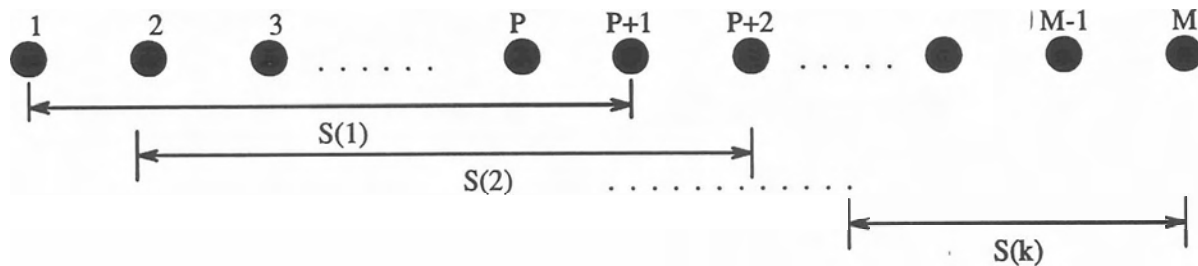 1 2 3 . . . . . . P P+1 P+2 . . . . . M-1 M
S(1)
S(2) . . . . . . . . . . . .
S(k)